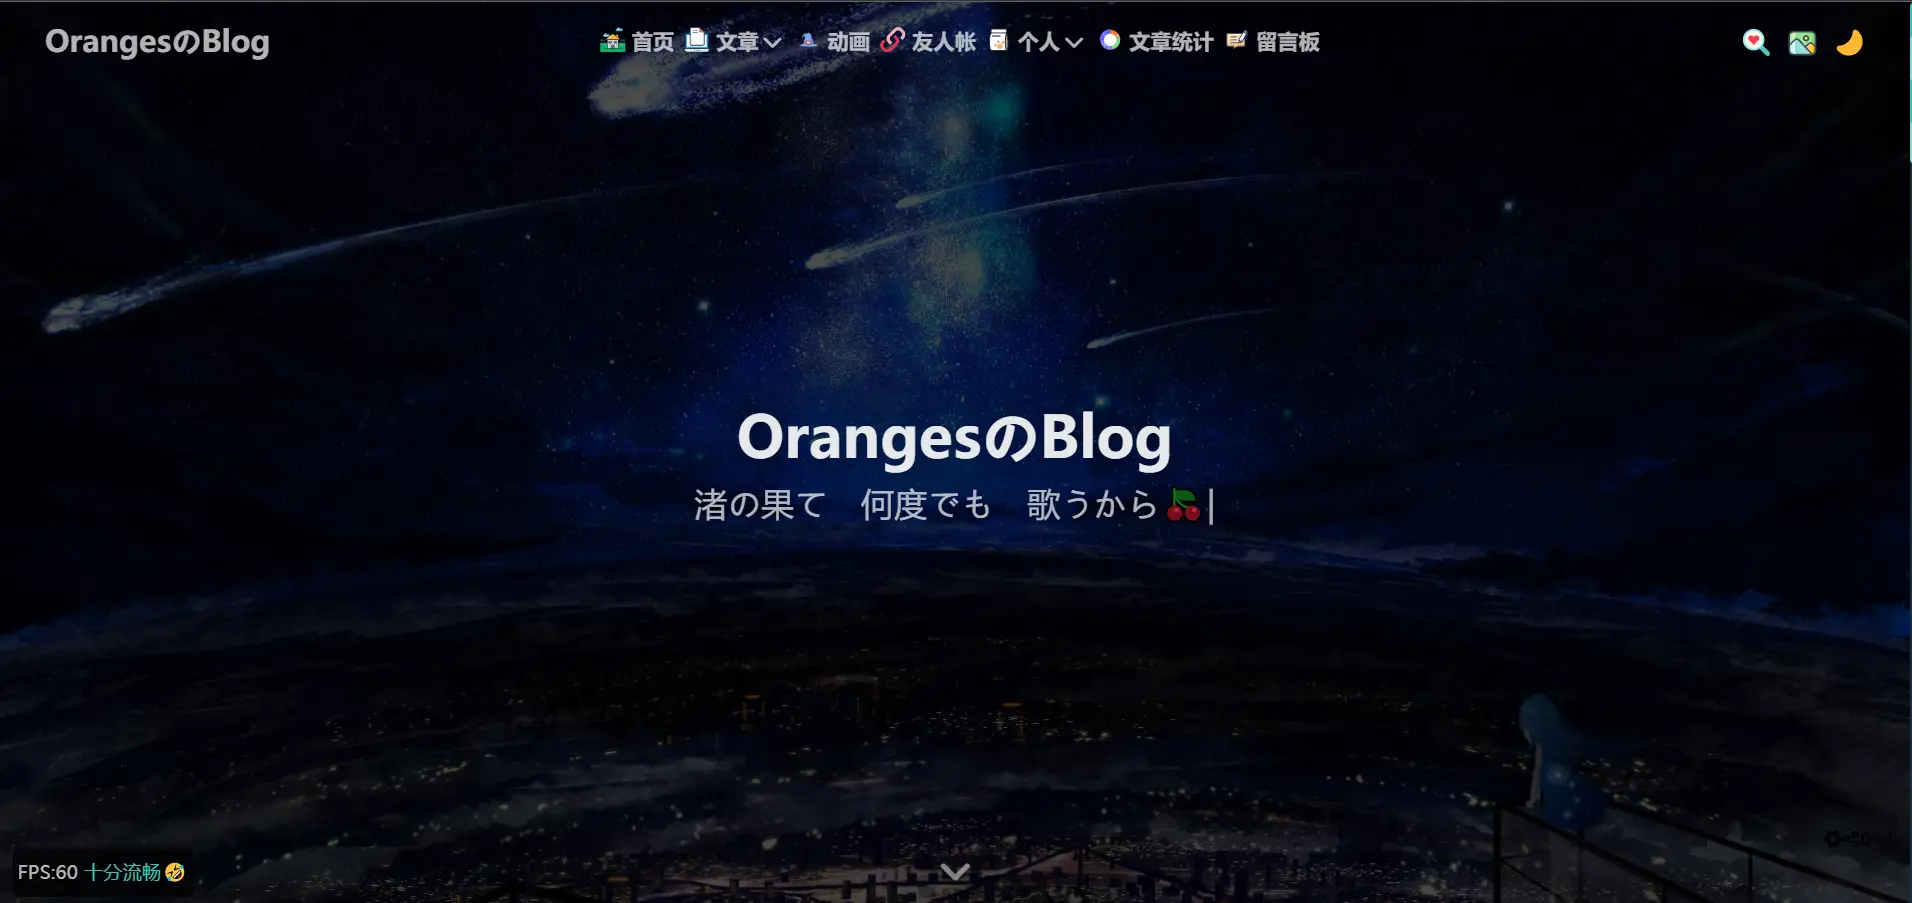 OrangesのBlog
首页 文章 动画 友人帐 个人 文章统计 留言板
OrangesのBlog
渚の果て　何度でも　歌うから🍒|
FPS:60 十分流畅🤣